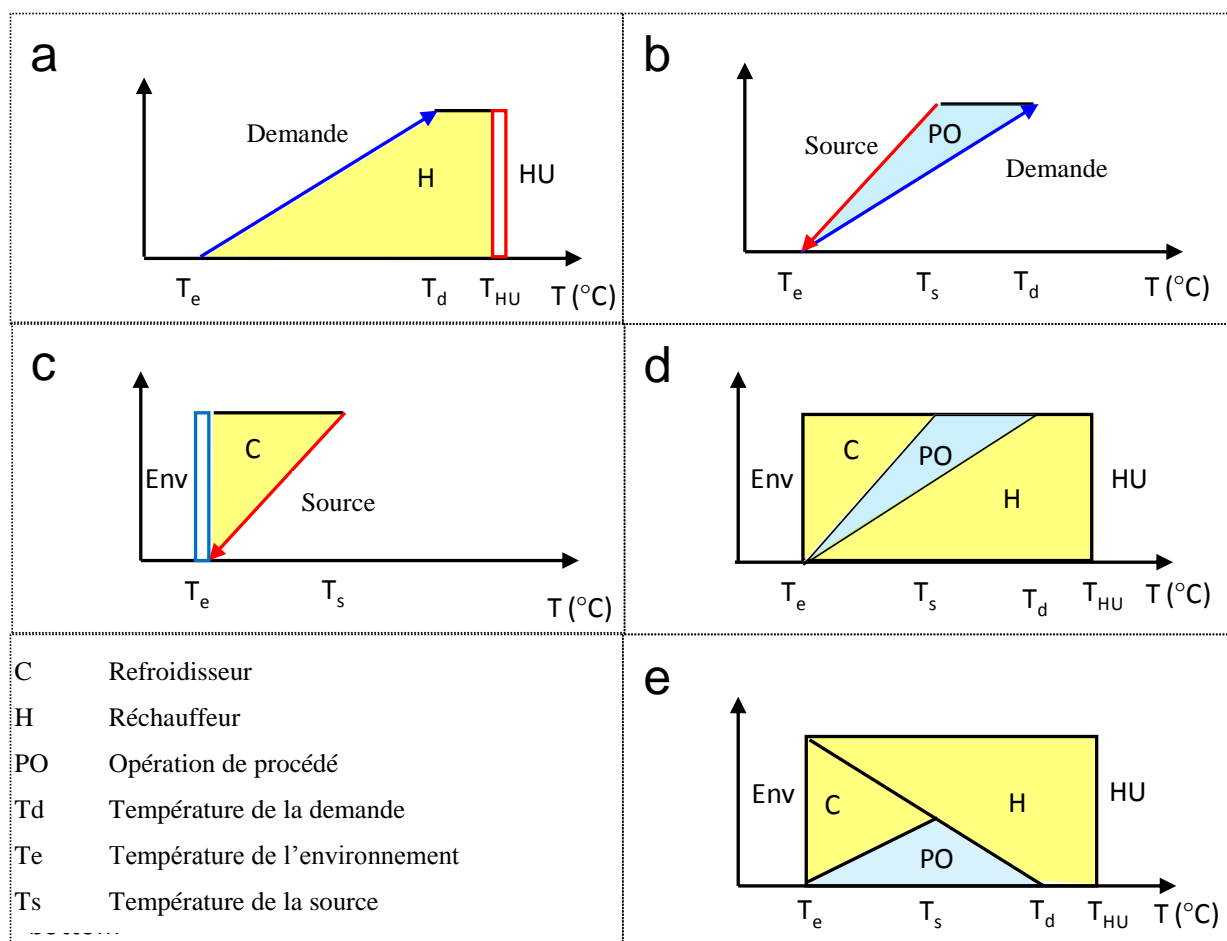 a
Demande
H
HU
Te
Td
THU
T (°C)
b
Source
PO
Demande
Te
Ts
Td
T (°C)
c
Env
C
Source
Te
Ts
T (°C)
d
Env
C
PO
H
HU
Te
Ts
Td
THU
T (°C)
C Refroidisseur
H Réchauffeur
PO Opération de procédé
Td Température de la demande
Te Température de l’environnement
Ts Température de la source
e
Env
C
H
HU
PO
Te
Ts
Td
THU
T (°C)